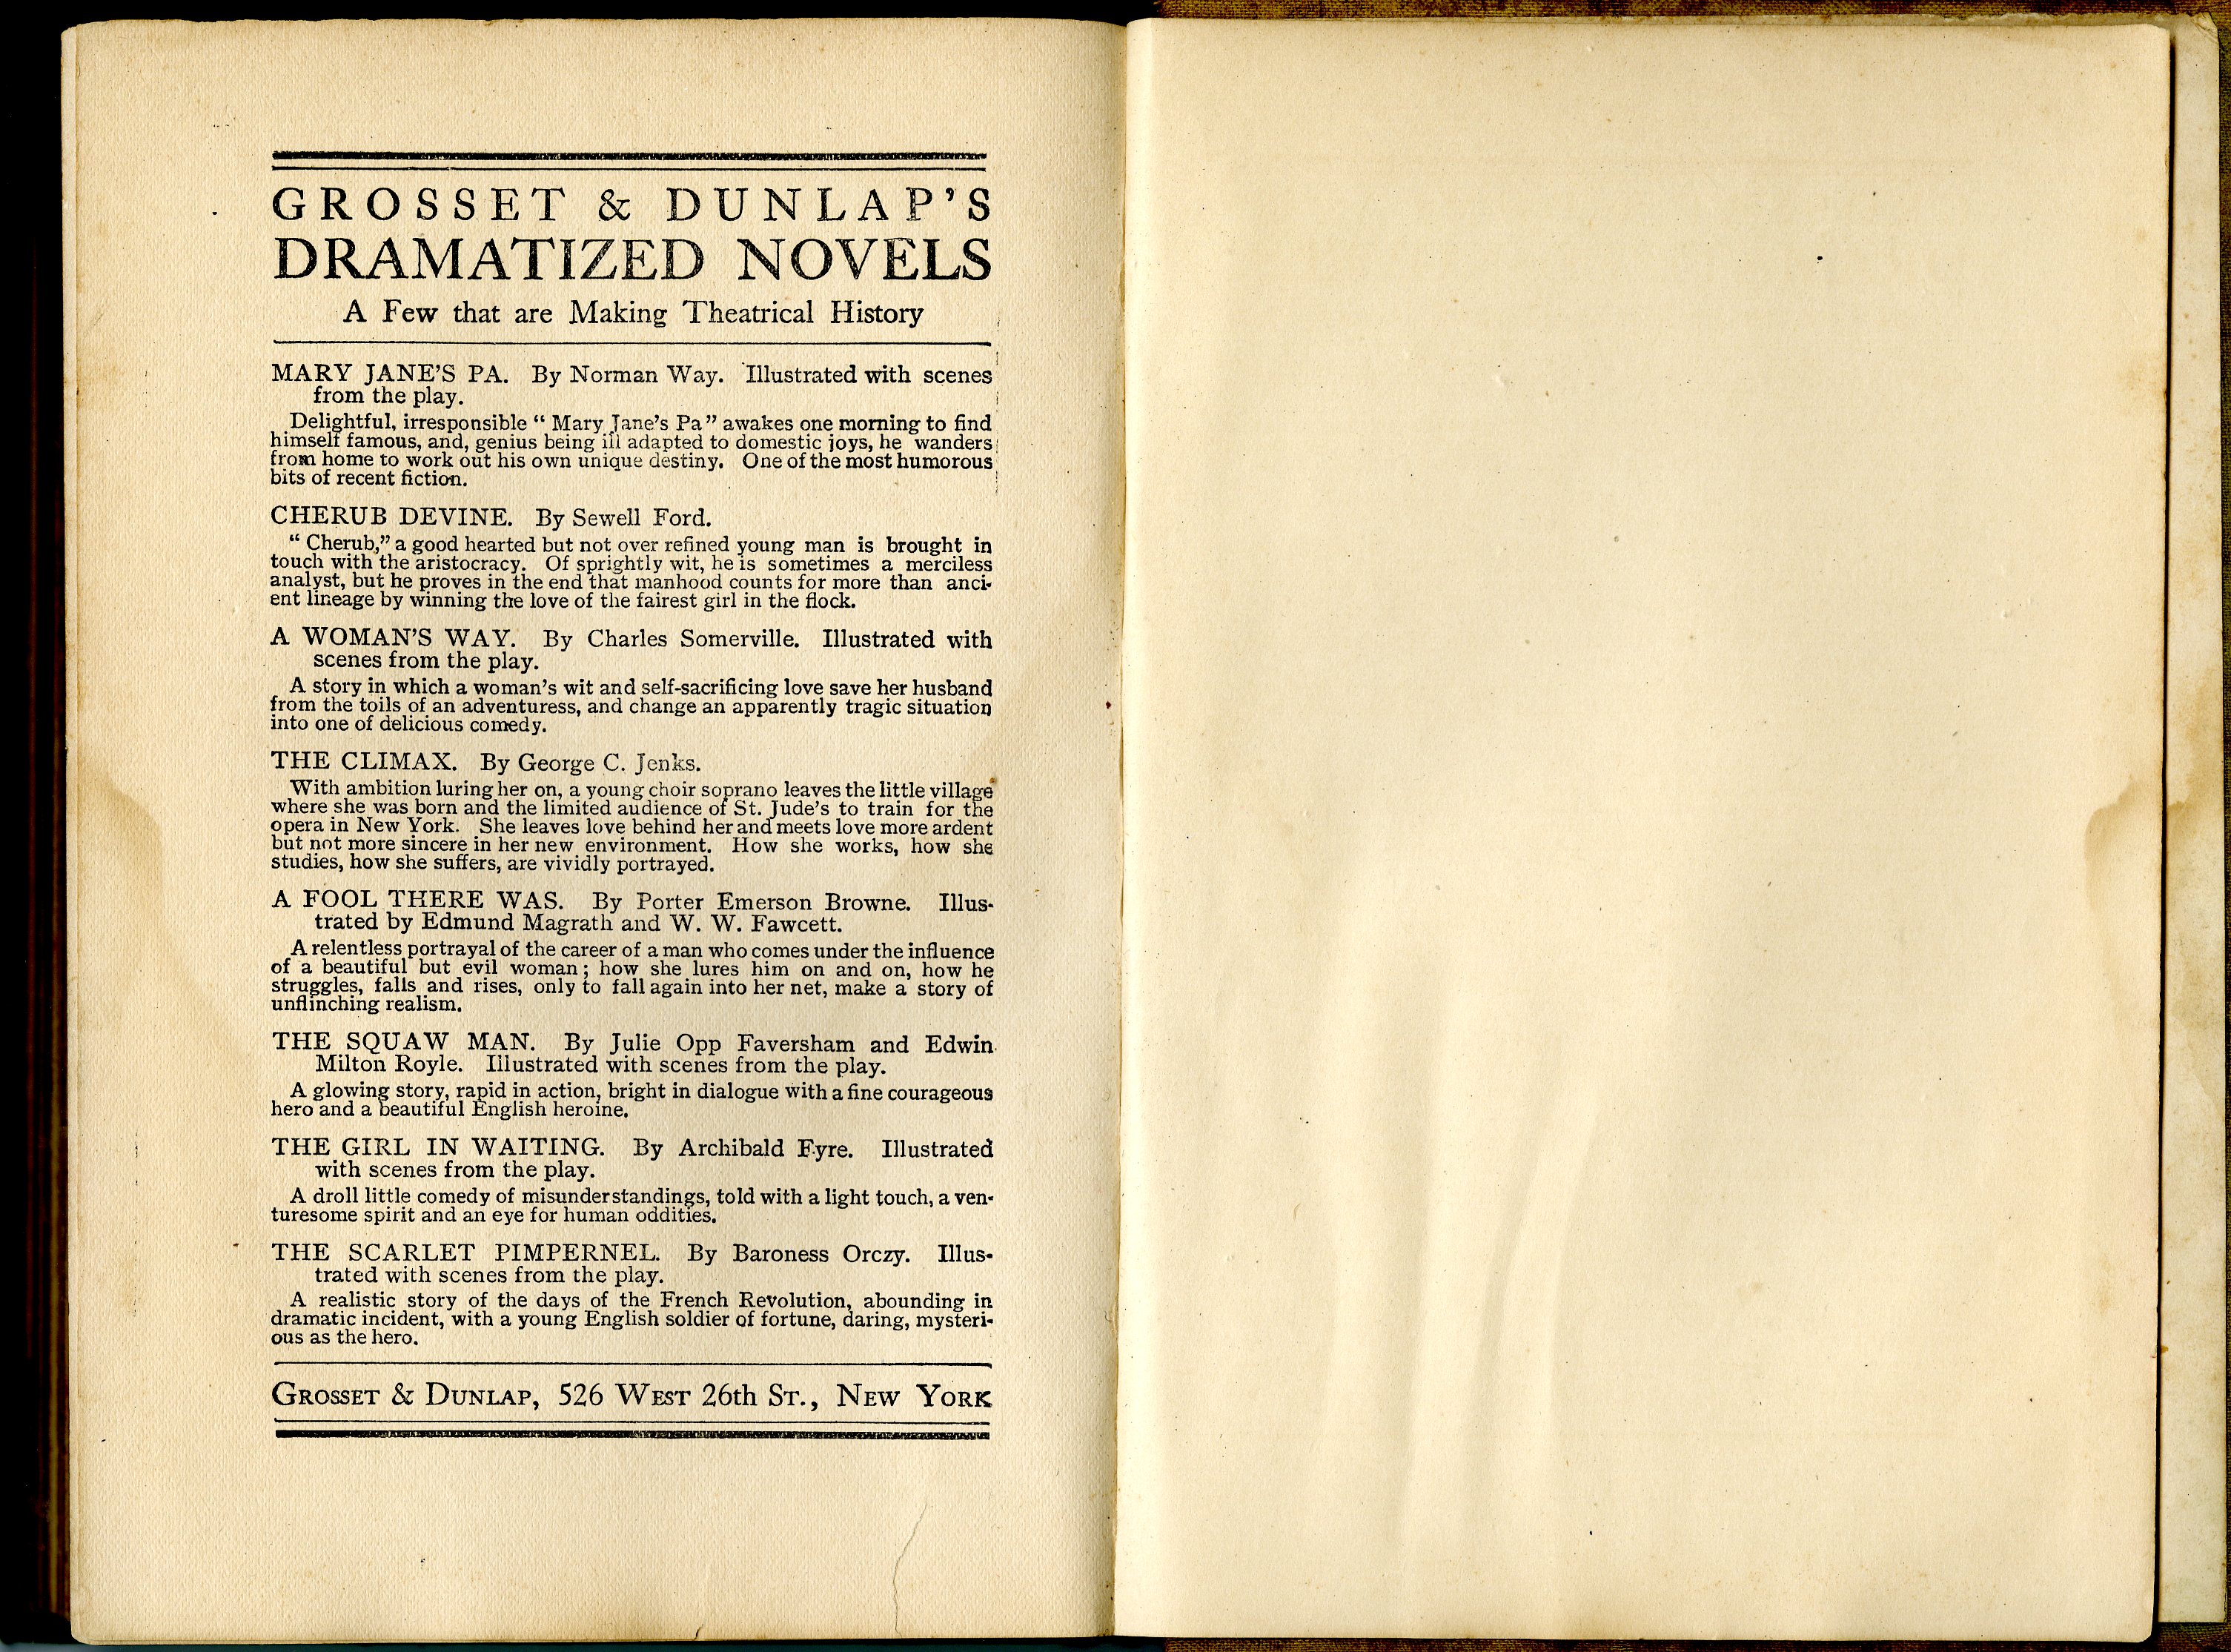 GROSSET & DUNLAP'S
DRAMATIZED NOVELS
A Few that are Making Theatrical History
MARY JANE'S PA. By Norman Way. Illustrated with scenes
from the play.
Delightful, irresponsible “ Mary Jane's Pa” awakes one morning to find
himself famous, and, genius being ill adapted to domestic joys, he wanders
from home to work out his own unique destiny. One of the most humorous
bits of recent fiction.
CHERUB DEVINE. By Sewell Ford.
“ Cherub,” a good hearted but not over refined young man is brought in
touch with the aristocracy. Of sprightly wit, he is sometimes a merciless
analyst, but he proves in the end that manhood counts for more than anci-
ent lineage by winning the love of the fairest girl in the flock.
A WOMAN'S WAY. By Charles Somerville. Illustrated with
scenes from the play.
A story in which a woman's wit and self-sacrificing love save her husband
from the toils of an adventuress, and change an apparently tragic situation
into one of delicious comedy.
THE CLIMAX. By George C. Jenks.
With ambition luring her on, a young choir soprano leaves the little village
where she was born and the limited audience of St. Jude's to train for the
opera in New York. She leaves love behind her and meets love more ardent
but not more sincere in her new environment. How she works, how she
studies, how she suffers, are vividly portrayed.
A FOOL THERE WAS. By Porter Emerson Browne. Illus-
trated by Edmund Magrath and W. W. Fawcett.
A relentless portrayal of the career of a man who comes under the influence
of a beautiful but evil woman; how she lures him on and on, how he
struggles, falls and rises, only to fall again into her net, make a story of
unflinching realism.
THE SQUAW MAN. By Julie Opp Faversham and Edwin
Milton Royle. Illustrated with scenes from the play.
A glowing story, rapid in action, bright in dialogue with a fine courageous
hero and a beautiful English heroine.
THE GIRL IN WAITING. By Archibald Eyre. Illustrated
with scenes from the play.
A droll little comedy of misunderstandings, told with a light touch, a ven-
turesome spirit and an eye for human oddities.
THE SCARLET PIMPERNEL. By Baroness Orczy. Illus-
trated with scenes from the play.
A realistic story of the days of the French Revolution, abounding in
dramatic incident, with a young English soldier of fortune, daring, mysteri-
ous as the hero.
GROSSET & DUNLAP, 526 WEST 26th ST., NEW YORK